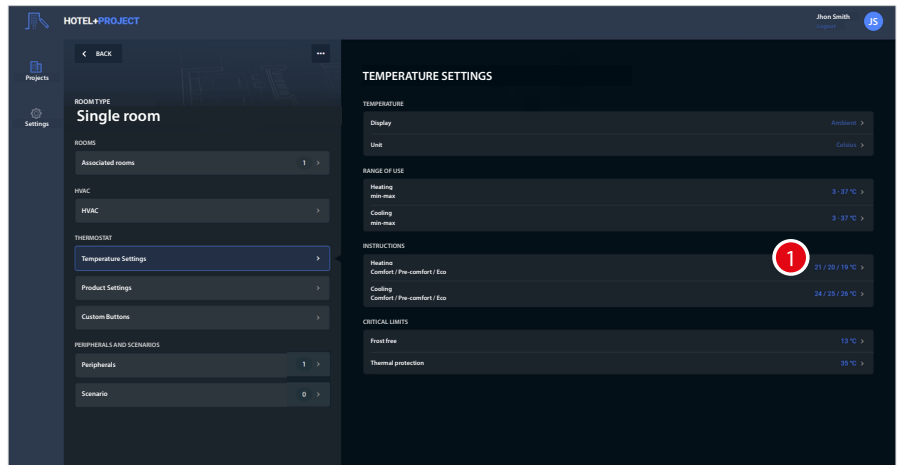 HOTEL+PROJECT
Jhon Smith
Logout
JS
Projects
Settings
BACK
ROOM TYPE
Single room
ROOMS
Associated rooms 1
HVAC
HVAC
THERMOSTAT
Temperature Settings
Product Settings
Custom Buttons
PERIPHERALS AND SCENARIOS
Peripherals 1
Scenario 0
TEMPERATURE SETTINGS
TEMPERATURE
Display Ambient
Unit Celsius
RANGE OF USE
Heating
min-max
3 - 37 °C
Cooling
min-max
3 - 37 °C
INSTRUCTIONS
1
Heating
Comfort / Pre-comfort / Eco
21 / 20 / 19 °C
Cooling
Comfort / Pre-comfort / Eco
24 / 25 / 26 °C
CRITICAL LIMITS
Frost free 13 °C
Thermal protection 35 °C